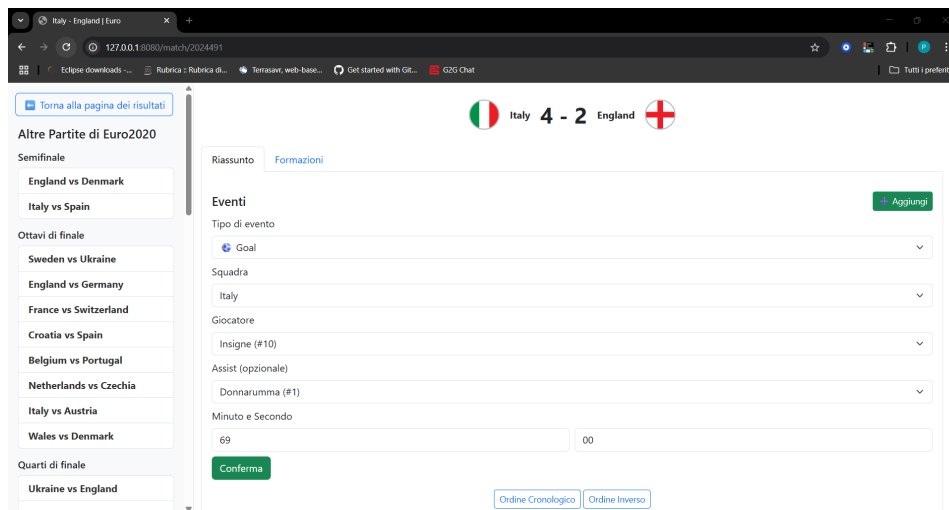 Italy - England | Euro
127.0.0.1:8080/match/2024491
Eclipse downloads -...
Rubrica :: Rubrica di...
Terrasavr, web-base...
Get started with Git...
G2G Chat
Tutti i preferit
Torna alla pagina dei risultati
Altre Partite di Euro2020
Semifinale
England vs Denmark
Italy vs Spain
Ottavi di finale
Sweden vs Ukraine
England vs Germany
France vs Switzerland
Croatia vs Spain
Belgium vs Portugal
Netherlands vs Czechia
Italy vs Austria
Wales vs Denmark
Quarti di finale
Ukraine vs England
Italy 4 - 2 England
Riassunto Formazioni
Eventi
+ Aggiungi
Tipo di evento
Goal
Squadra
Italy
Giocatore
Insigne (#10)
Assist (opzionale)
Donnarumma (#1)
Minuto e Secondo
69 00
Conferma
Ordine Cronologico Ordine Inverso